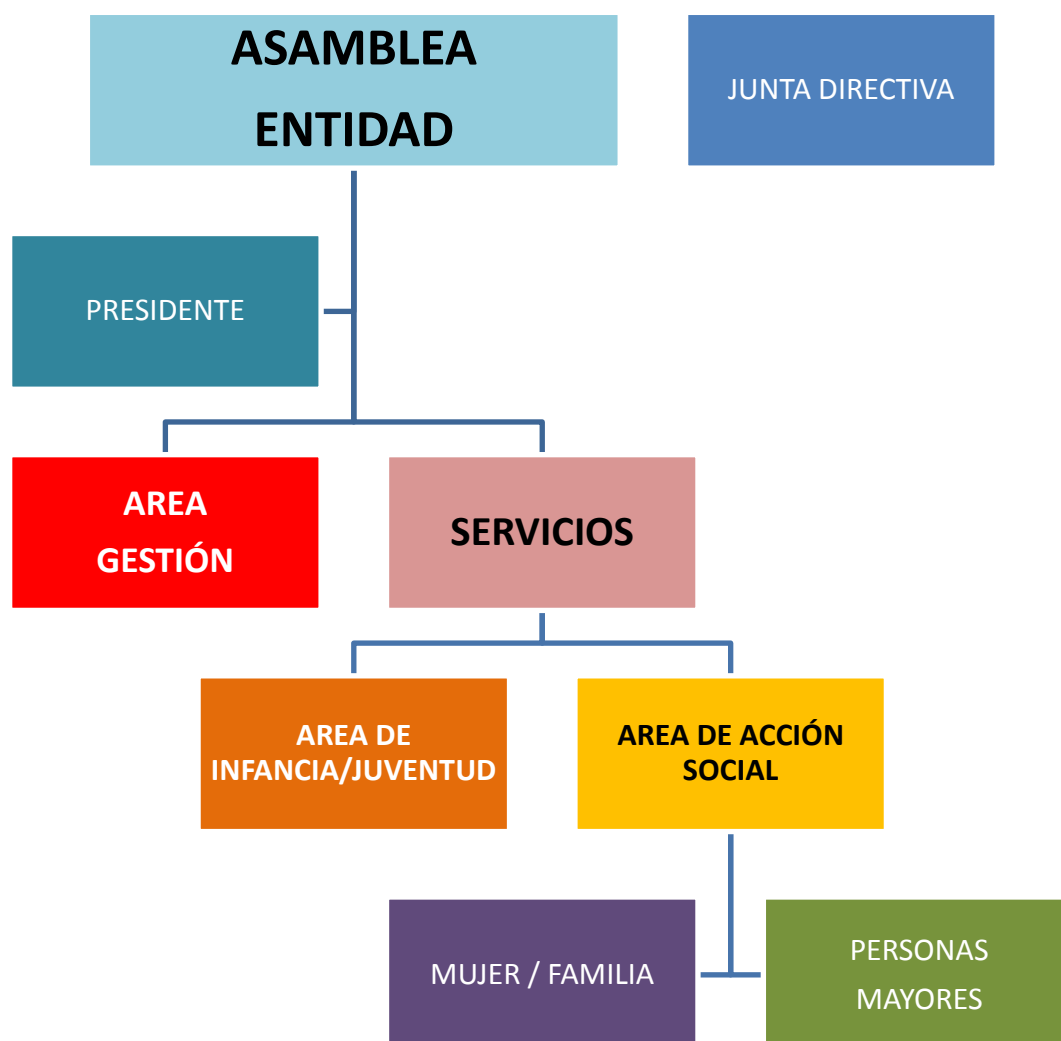 ASAMBLEA
ENTIDAD
JUNTA DIRECTIVA
PRESIDENTE
AREA
GESTIÓN
SERVICIOS
AREA DE
INFANCIA/JUVENTUD
AREA DE ACCIÓN
SOCIAL
MUJER / FAMILIA
PERSONAS
MAYORES